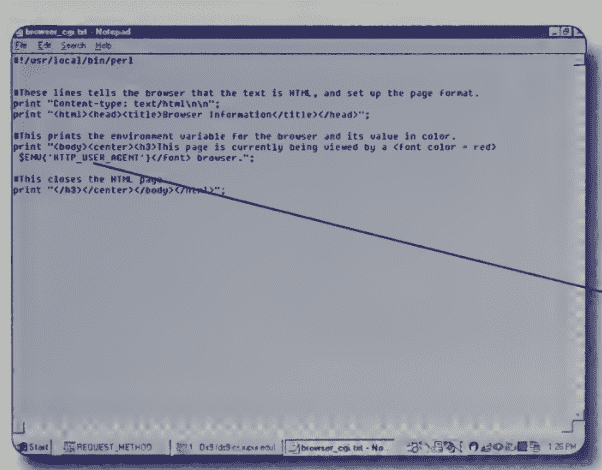 browser_cgi.txt - Notepad
File Edit Search Help
#!/usr/local/bin/perl
#These lines tells the browser that the text is HTML, and set up the page format.
print "Content-type: text/html\n\n";
print "<html><head><title>Browser Information</title></head>";
#This prints the environment variable for the browser and its value in color.
print "<body><center><h3>This page is currently being viewed by a <font color = red>
$ENV{'HTTP_USER_AGENT'}</font> browser.";
#This closes the HTML page.
print "</h3></center></body></html>";
Start REQUEST_METHOD browser_cgi.txt - No... 1:26 PM